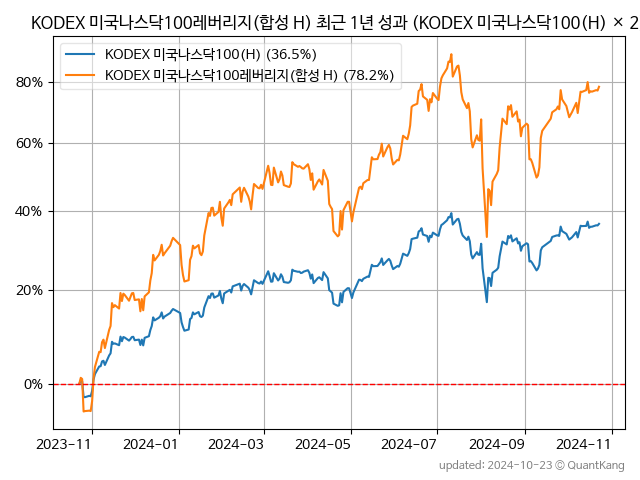 KODEX 미국나스닥100레버리지(합성 H) 최근 1년 성과 (KODEX 미국나스닥100(H) × 2
KODEX 미국나스닥100(H) (36.5%)
KODEX 미국나스닥100레버리지(합성 H) (78.2%)
80%
60%
40%
20%
0%
2023-11 2024-01 2024-03 2024-05 2024-07 2024-09 2024-11
updated: 2024-10-23 © QuantKang